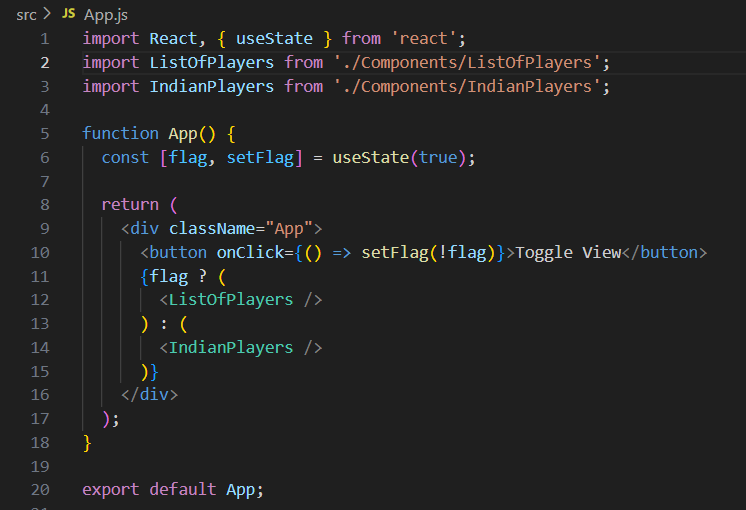 src > JS App.js
1 import React, { useState } from 'react';
2 import ListOfPlayers from './Components/ListOfPlayers';
3 import IndianPlayers from './Components/IndianPlayers';
4
5 function App() {
6   const [flag, setFlag] = useState(true);
7
8   return (
9     <div className="App">
10       <button onClick={() => setFlag(!flag)}>Toggle View</button>
11       {flag ? (
12         <ListOfPlayers />
13       ) : (
14         <IndianPlayers />
15       )}
16     </div>
17   );
18 }
19
20 export default App;